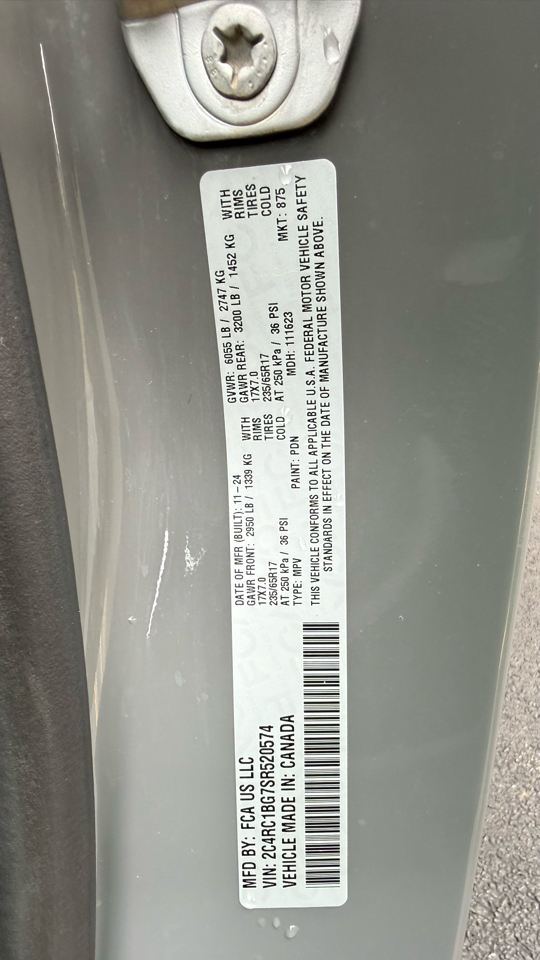 MFD BY: FCA US LLC
VIN: 2C4RC1BG7SR520574
VEHICLE MADE IN: CANADA
DATE OF MFR (BUILT): 11-24 GVWR: 6055 LB / 2747 KG
GAWR FRONT: 2950 LB / 1339 KG WITH GAWR REAR: 3200 LB / 1452 KG WITH
17X7.0 RIMS 17X7.0 RIMS
235/65R17 TIRES 235/65R17 TIRES
AT 250 kPa / 36 PSI COLD AT 250 kPa / 36 PSI COLD
TYPE: MPV PAINT: PDN MDH: 111623 MKT: 875
THIS VEHICLE CONFORMS TO ALL APPLICABLE U.S.A. FEDERAL MOTOR VEHICLE SAFETY
STANDARDS IN EFFECT ON THE DATE OF MANUFACTURE SHOWN ABOVE.